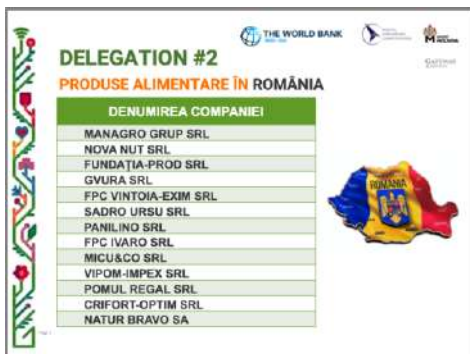 THE WORLD BANK
MOLDOVA
DELEGATION #2
PRODUSE ALIMENTARE ÎN ROMÂNIA
DENUMIREA COMPANIEI
MANAGRO GRUP SRL
NOVA NUT SRL
FUNDAȚIA-PROD SRL
GVURA SRL
FPC VINTOIA-EXIM SRL
SADRO URSU SRL
PANILINO SRL
FPC IVARO SRL
MICU&CO SRL
VIPOM-IMPEX SRL
POMUL REGAL SRL
CRIFORT-OPTIM SRL
NATUR BRAVO SA
ROMANIA